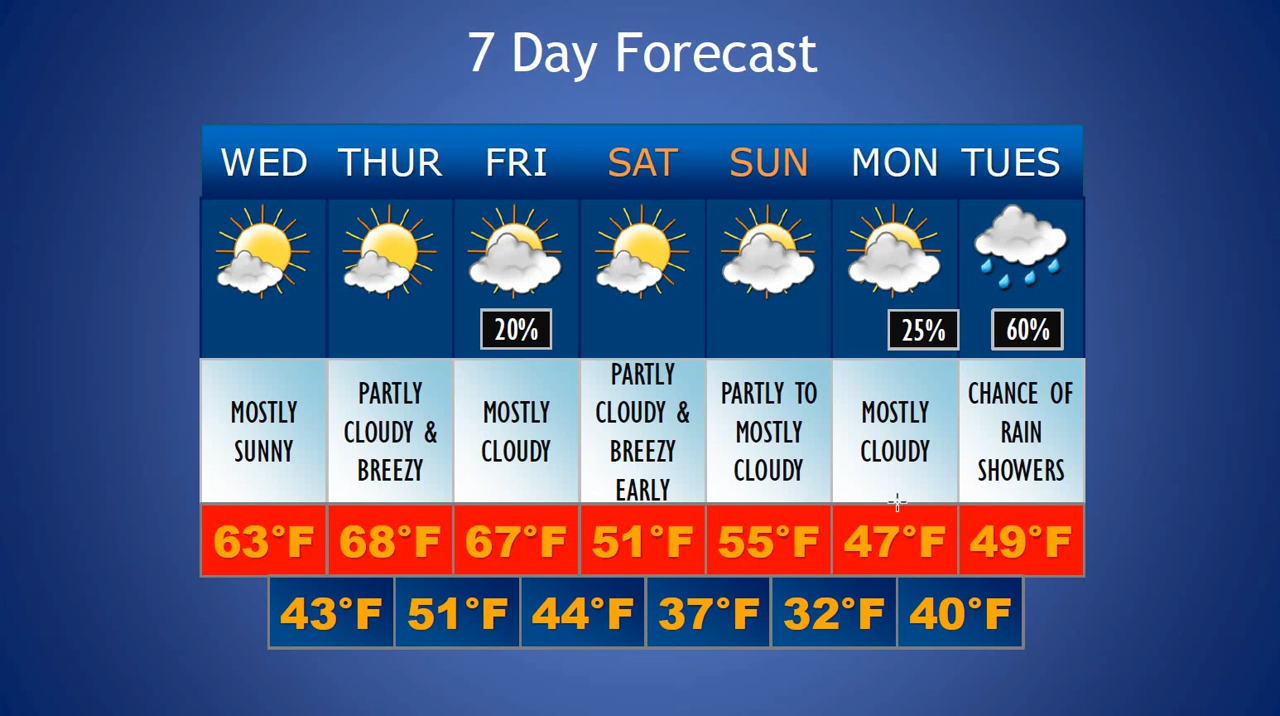 7 Day Forecast
WED THUR FRI SAT SUN MON TUES
20% 25% 60%
MOSTLY
SUNNY
PARTLY
CLOUDY &
BREEZY
MOSTLY
CLOUDY
PARTLY
CLOUDY &
BREEZY
EARLY
PARTLY TO
MOSTLY
CLOUDY
MOSTLY
CLOUDY
CHANCE OF
RAIN
SHOWERS
63°F 68°F 67°F 51°F 55°F 47°F 49°F
43°F 51°F 44°F 37°F 32°F 40°F